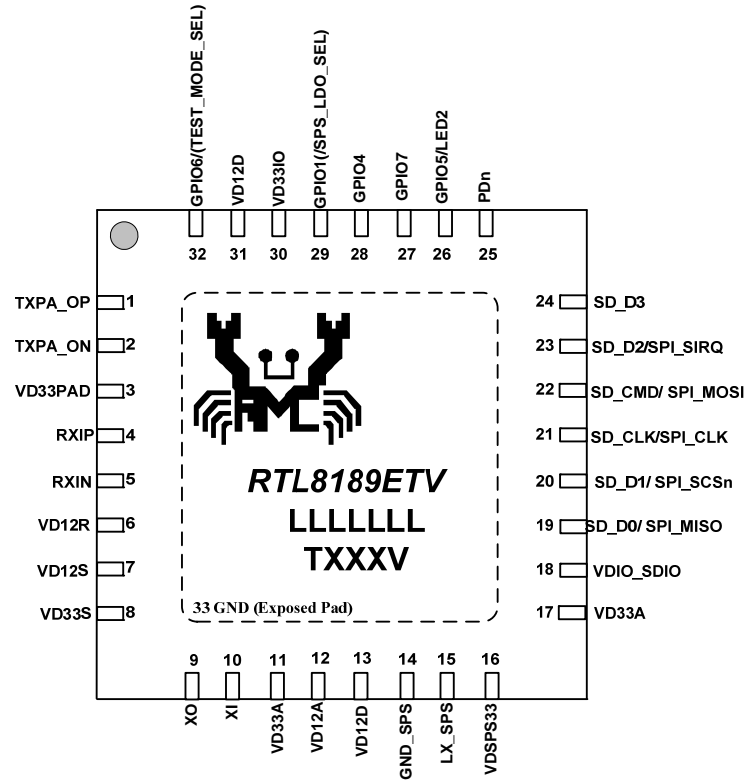 GPIO6/(TEST_MODE_SEL)
VD12D
VD33IO
GPIO1(/SPS_LDO_SEL)
GPIO4
GPIO7
GPIO5/LED2
PDn
32 31 30 29 28 27 26 25
TXPA_OP 1
TXPA_ON 2
VD33PAD 3
RXIP 4
RXIN 5
VD12R 6
VD12S 7
VD33S 8
24 SD_D3
23 SD_D2/SPI_SIRQ
22 SD_CMD/ SPI_MOSI
21 SD_CLK/SPI_CLK
20 SD_D1/ SPI_SCSn
19 SD_D0/ SPI_MISO
18 VDIO_SDIO
17 VD33A
RTL8189ETV
LLLLLLL
TXXXV
33 GND (Exposed Pad)
9 10 11 12 13 14 15 16
XO
XI
VD33A
VD12A
VD12D
GND_SPS
LX_SPS
VDSPS33